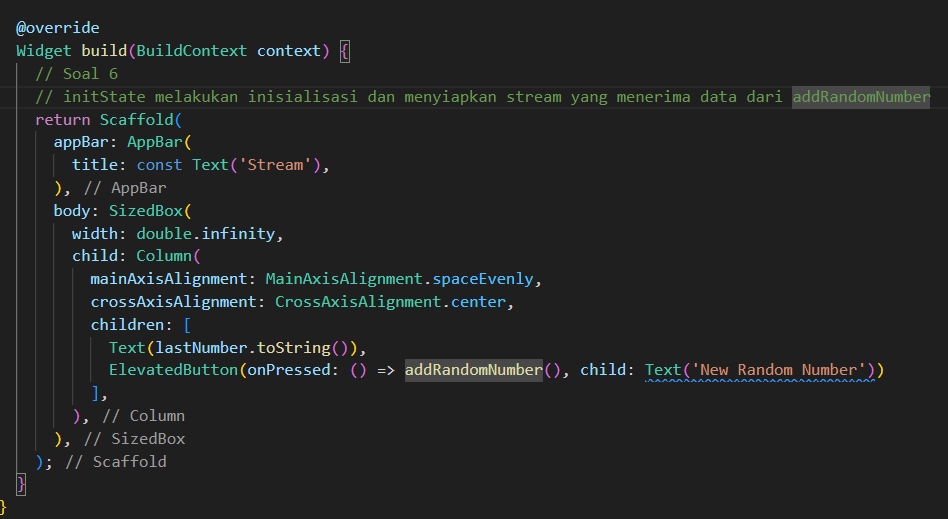 @override
Widget build(BuildContext context) {
  // Soal 6
  // initState melakukan inisialisasi dan menyiapkan stream yang menerima data dari addRandomNumber
  return Scaffold(
    appBar: AppBar(
      title: const Text('Stream'),
    ), // AppBar
    body: SizedBox(
      width: double.infinity,
      child: Column(
        mainAxisAlignment: MainAxisAlignment.spaceEvenly,
        crossAxisAlignment: CrossAxisAlignment.center,
        children: [
          Text(lastNumber.toString()),
          ElevatedButton(onPressed: () => addRandomNumber(), child: Text('New Random Number'))
        ],
      ), // Column
    ), // SizedBox
  ); // Scaffold
}
}